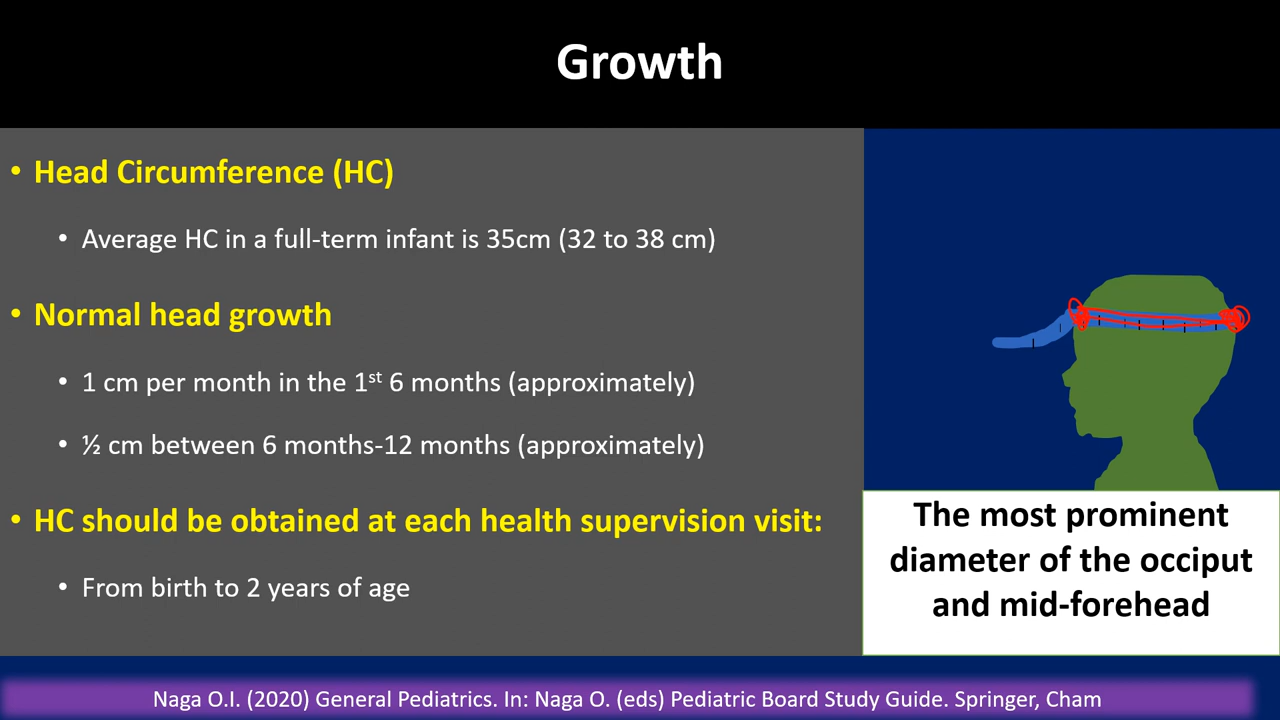 Growth
• Head Circumference (HC)
• Average HC in a full-term infant is 35cm (32 to 38 cm)
• Normal head growth
• 1 cm per month in the 1st 6 months (approximately)
• ½ cm between 6 months-12 months (approximately)
• HC should be obtained at each health supervision visit:
• From birth to 2 years of age
The most prominent
diameter of the occiput
and mid-forehead
Naga O.I. (2020) General Pediatrics. In: Naga O. (eds) Pediatric Board Study Guide. Springer, Cham